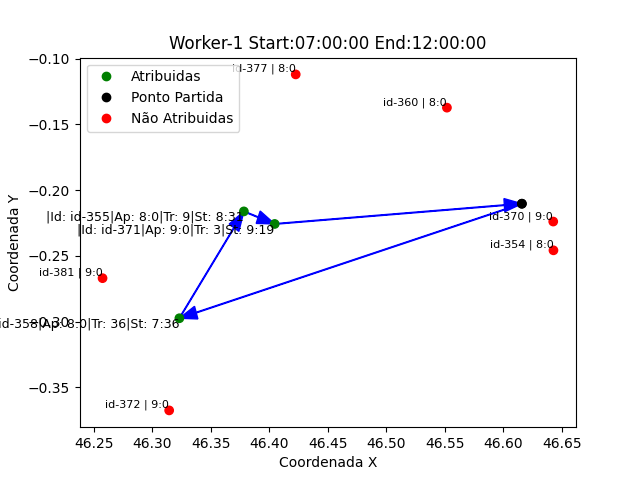 Worker-1 Start:07:00:00 End:12:00:00
Atribuidas
Ponto Partida
Não Atribuidas
id-377 | 8:0
id-360 | 8:0
|Id: id-355|Ap: 8:0|Tr: 9|St: 8:31
|Id: id-371|Ap: 9:0|Tr: 3|St: 9:19
id-370 | 9:0
id-354 | 8:0
id-381 | 9:0
id-358|Ap: 8:0|Tr: 36|St: 7:36
id-372 | 9:0
Coordenada Y
−0.10
−0.15
−0.20
−0.25
−0.30
−0.35
46.25 46.30 46.35 46.40 46.45 46.50 46.55 46.60 46.65
Coordenada X